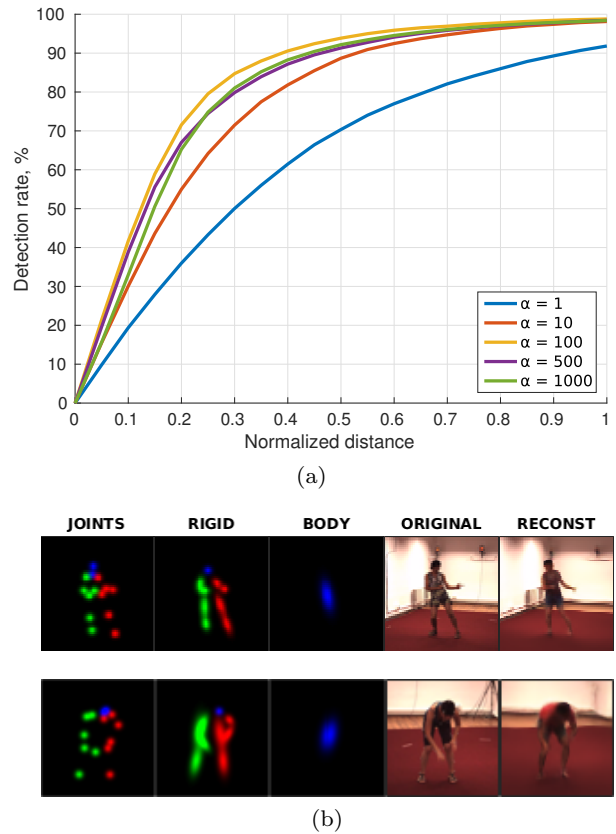 100
90
80
70
60
50
40
30
20
10
0
Detection rate, %
0 0.1 0.2 0.3 0.4 0.5 0.6 0.7 0.8 0.9 1
Normalized distance
α = 1
α = 10
α = 100
α = 500
α = 1000
(a)
JOINTS RIGID BODY ORIGINAL RECONST
(b)